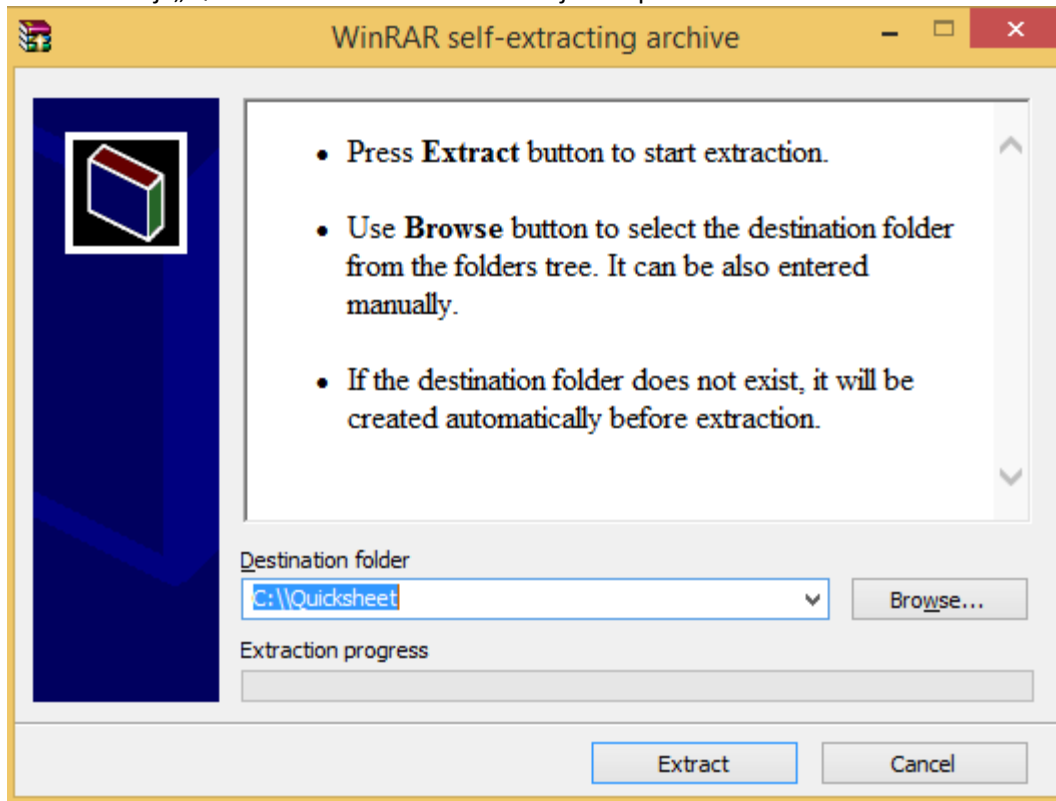 WinRAR self-extracting archive
• Press Extract button to start extraction.
• Use Browse button to select the destination folder
from the folders tree. It can be also entered
manually.
• If the destination folder does not exist, it will be
created automatically before extraction.
Destination folder
C:\\Quicksheet
Browse...
Extraction progress
Extract
Cancel